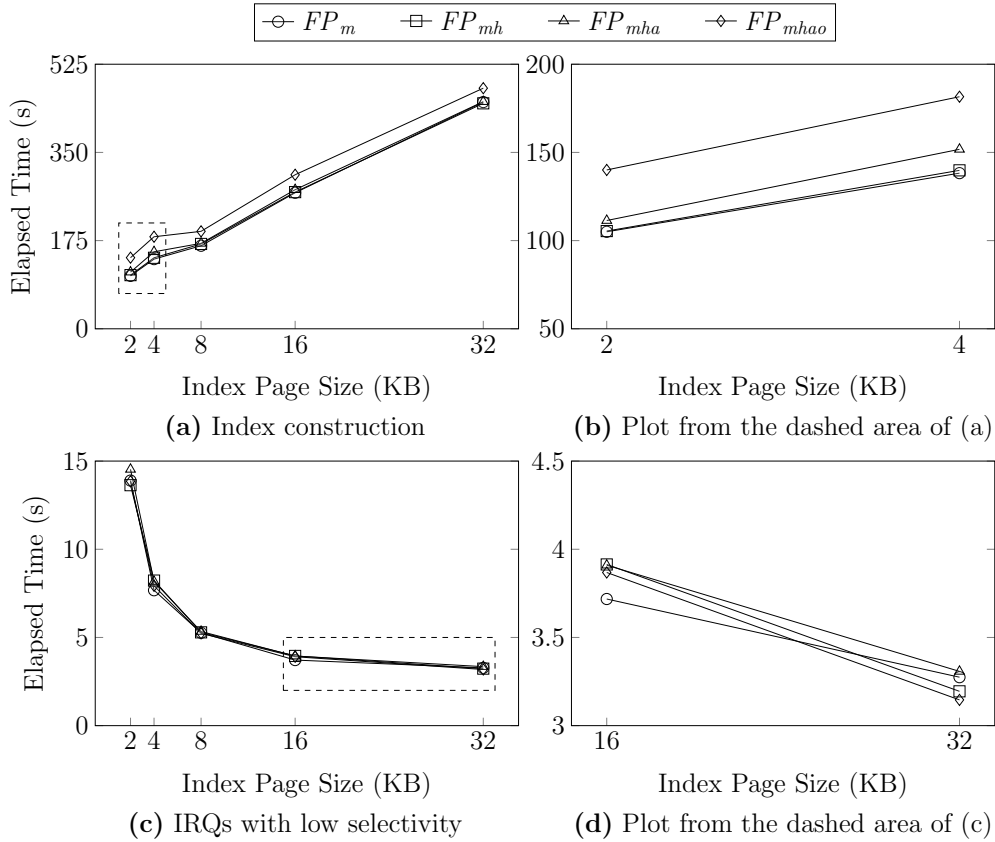 FP_m FP_mh FP_mha FP_mhao
525
350
175
0
Elapsed Time (s)
2 4 8 16 32
Index Page Size (KB)
(a) Index construction
200
150
100
50
2 4
Index Page Size (KB)
(b) Plot from the dashed area of (a)
15
10
5
0
Elapsed Time (s)
2 4 8 16 32
Index Page Size (KB)
(c) IRQs with low selectivity
4.5
4
3.5
3
16 32
Index Page Size (KB)
(d) Plot from the dashed area of (c)